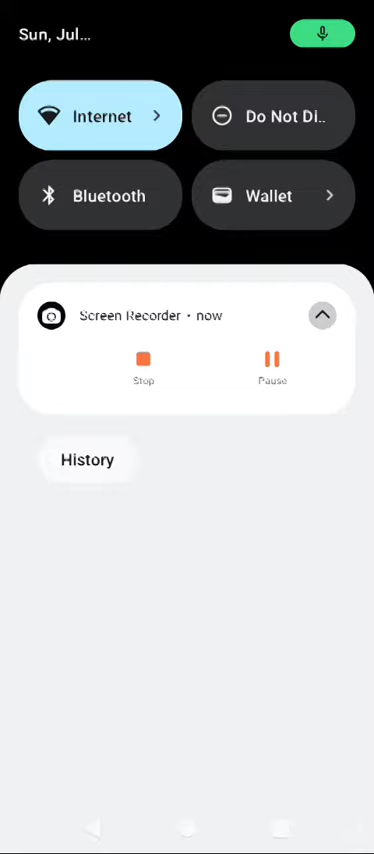 Sun, Jul...
Internet
Do Not Di..
Bluetooth
Wallet
Screen Recorder • now
Stop
Pause
History